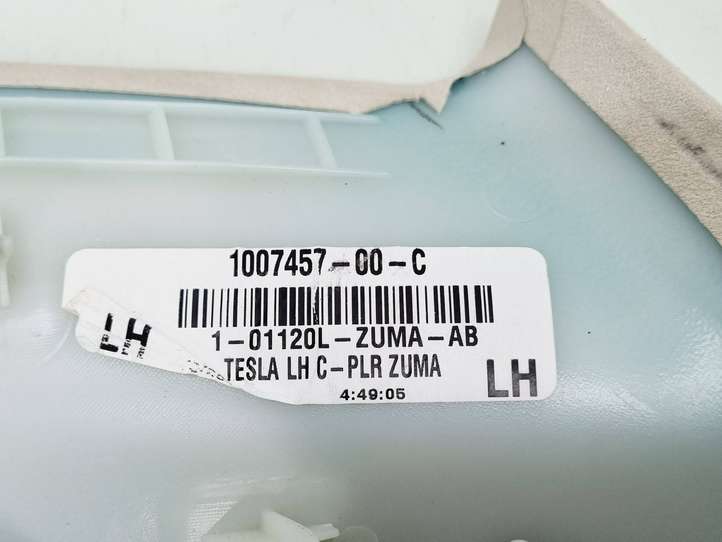 1007457-00-C
1-01120L-ZUMA-AB
LH
TESLA LH C-PLR ZUMA
LH
4:49:05